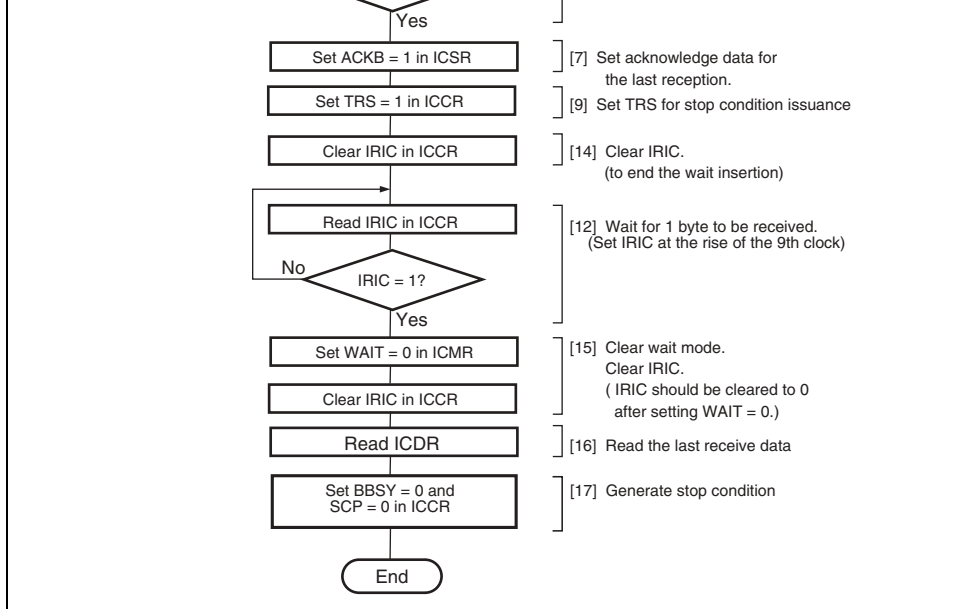 Yes
Set ACKB = 1 in ICSR
[7] Set acknowledge data for
the last reception.
Set TRS = 1 in ICCR
[9] Set TRS for stop condition issuance
Clear IRIC in ICCR
[14] Clear IRIC.
(to end the wait insertion)
Read IRIC in ICCR
[12] Wait for 1 byte to be received.
(Set IRIC at the rise of the 9th clock)
No
IRIC = 1?
Yes
Set WAIT = 0 in ICMR
[15] Clear wait mode.
Clear IRIC.
( IRIC should be cleared to 0
after setting WAIT = 0.)
Clear IRIC in ICCR
Read ICDR
[16] Read the last receive data
Set BBSY = 0 and
SCP = 0 in ICCR
[17] Generate stop condition
End